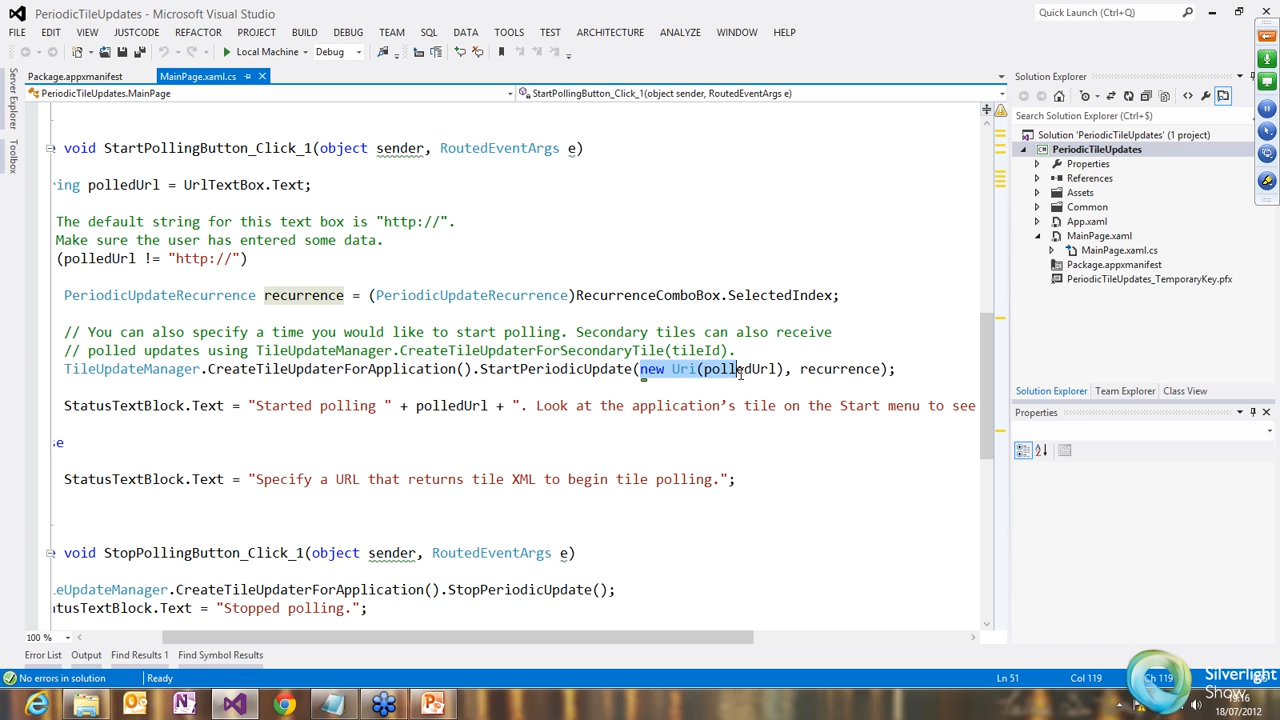 PeriodicTileUpdates - Microsoft Visual Studio
Quick Launch (Ctrl+Q)
FILE EDIT VIEW JUSTCODE REFACTOR PROJECT BUILD DEBUG TEAM SQL DATA TOOLS TEST ARCHITECTURE ANALYZE WINDOW HELP
Local Machine Debug
Server Explorer
Toolbox
Package.appxmanifest MainPage.xaml.cs
PeriodicTileUpdates.MainPage StartPollingButton_Click_1(object sender, RoutedEventArgs e)
void StartPollingButton_Click_1(object sender, RoutedEventArgs e)
ing polledUrl = UrlTextBox.Text;
The default string for this text box is "http://".
Make sure the user has entered some data.
(polledUrl != "http://")
PeriodicUpdateRecurrence recurrence = (PeriodicUpdateRecurrence)RecurrenceComboBox.SelectedIndex;
// You can also specify a time you would like to start polling. Secondary tiles can also receive
// polled updates using TileUpdateManager.CreateTileUpdaterForSecondaryTile(tileId).
TileUpdateManager.CreateTileUpdaterForApplication().StartPeriodicUpdate(new Uri(polledUrl), recurrence);
StatusTextBlock.Text = "Started polling " + polledUrl + ". Look at the application’s tile on the Start menu to see
se
StatusTextBlock.Text = "Specify a URL that returns tile XML to begin tile polling.";
void StopPollingButton_Click_1(object sender, RoutedEventArgs e)
leUpdateManager.CreateTileUpdaterForApplication().StopPeriodicUpdate();
tusTextBlock.Text = "Stopped polling.";
100 %
Error List Output Find Results 1 Find Symbol Results
No errors in solution Ready Ln 51 Col 119 Ch 119
Solution Explorer
Search Solution Explorer (Ctrl+$)
Solution 'PeriodicTileUpdates' (1 project)
PeriodicTileUpdates
Properties
References
Assets
Common
App.xaml
MainPage.xaml
MainPage.xaml.cs
Package.appxmanifest
PeriodicTileUpdates_TemporaryKey.pfx
Solution Explorer Team Explorer Class View
Properties
Silverlight
Show
19:16
18/07/2012